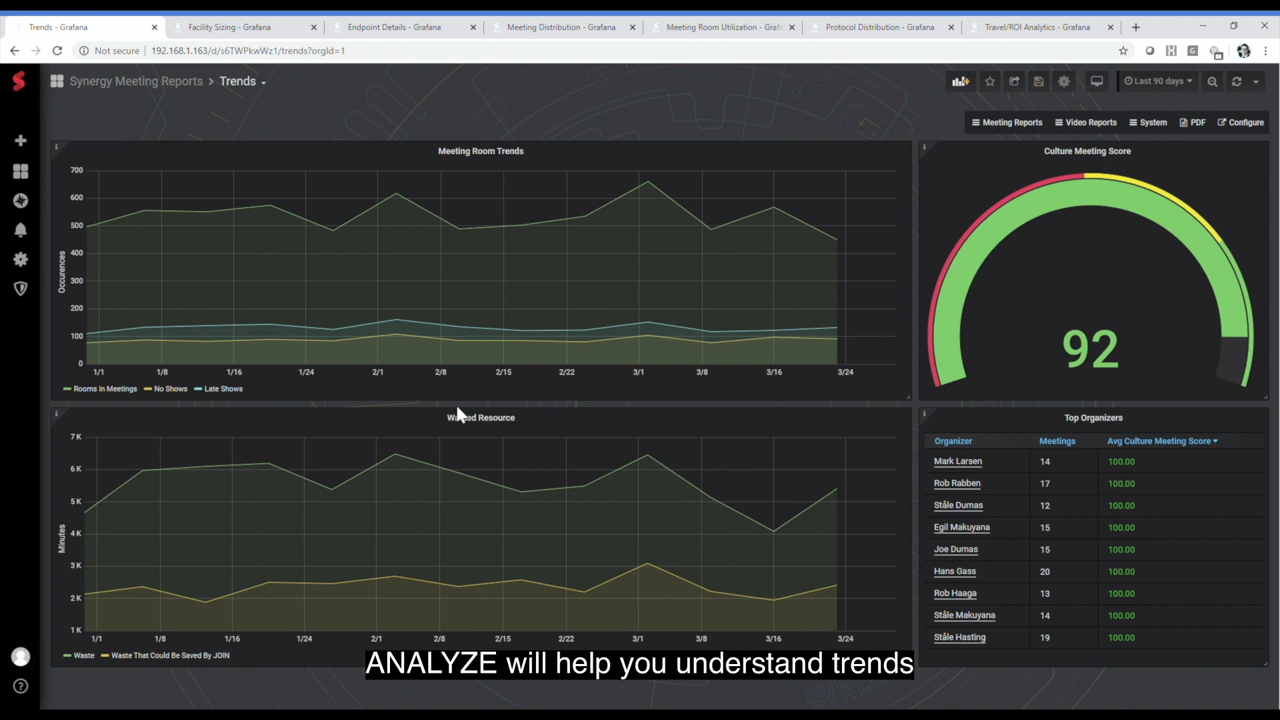 Trends - Grafana
Facility Sizing - Grafana
Endpoint Details - Grafana
Meeting Distribution - Grafana
Meeting Room Utilization - Grafa
Protocol Distribution - Grafana
Travel/ROI Analytics - Grafana
Not secure 192.168.1.163/d/s6TWPkwWz1/trends?orgId=1
Synergy Meeting Reports > Trends
Last 90 days
Meeting Reports Video Reports System PDF Configure
Meeting Room Trends
700
600
500
400
300
200
100
0
Occurences
1/1 1/8 1/16 1/24 2/1 2/8 2/15 2/22 3/1 3/8 3/16 3/24
Rooms In Meetings No Shows Late Shows
Culture Meeting Score
92
Resource
7 K
6 K
5 K
4 K
3 K
2 K
1 K
Minutes
1/1 1/8 1/16 1/24 2/1 2/8 2/15 2/22 3/1 3/8 3/16 3/24
Waste Waste That Could Be Saved By JOIN
Top Organizers
Organizer Meetings Avg Culture Meeting Score
Mark Larsen 14 100.00
Rob Rabben 17 100.00
Ståle Dumas 12 100.00
Egil Makuyana 15 100.00
Joe Dumas 15 100.00
Hans Gass 20 100.00
Rob Haaga 13 100.00
Ståle Makuyana 14 100.00
Ståle Hasting 19 100.00
ANALYZE will help you understand trends